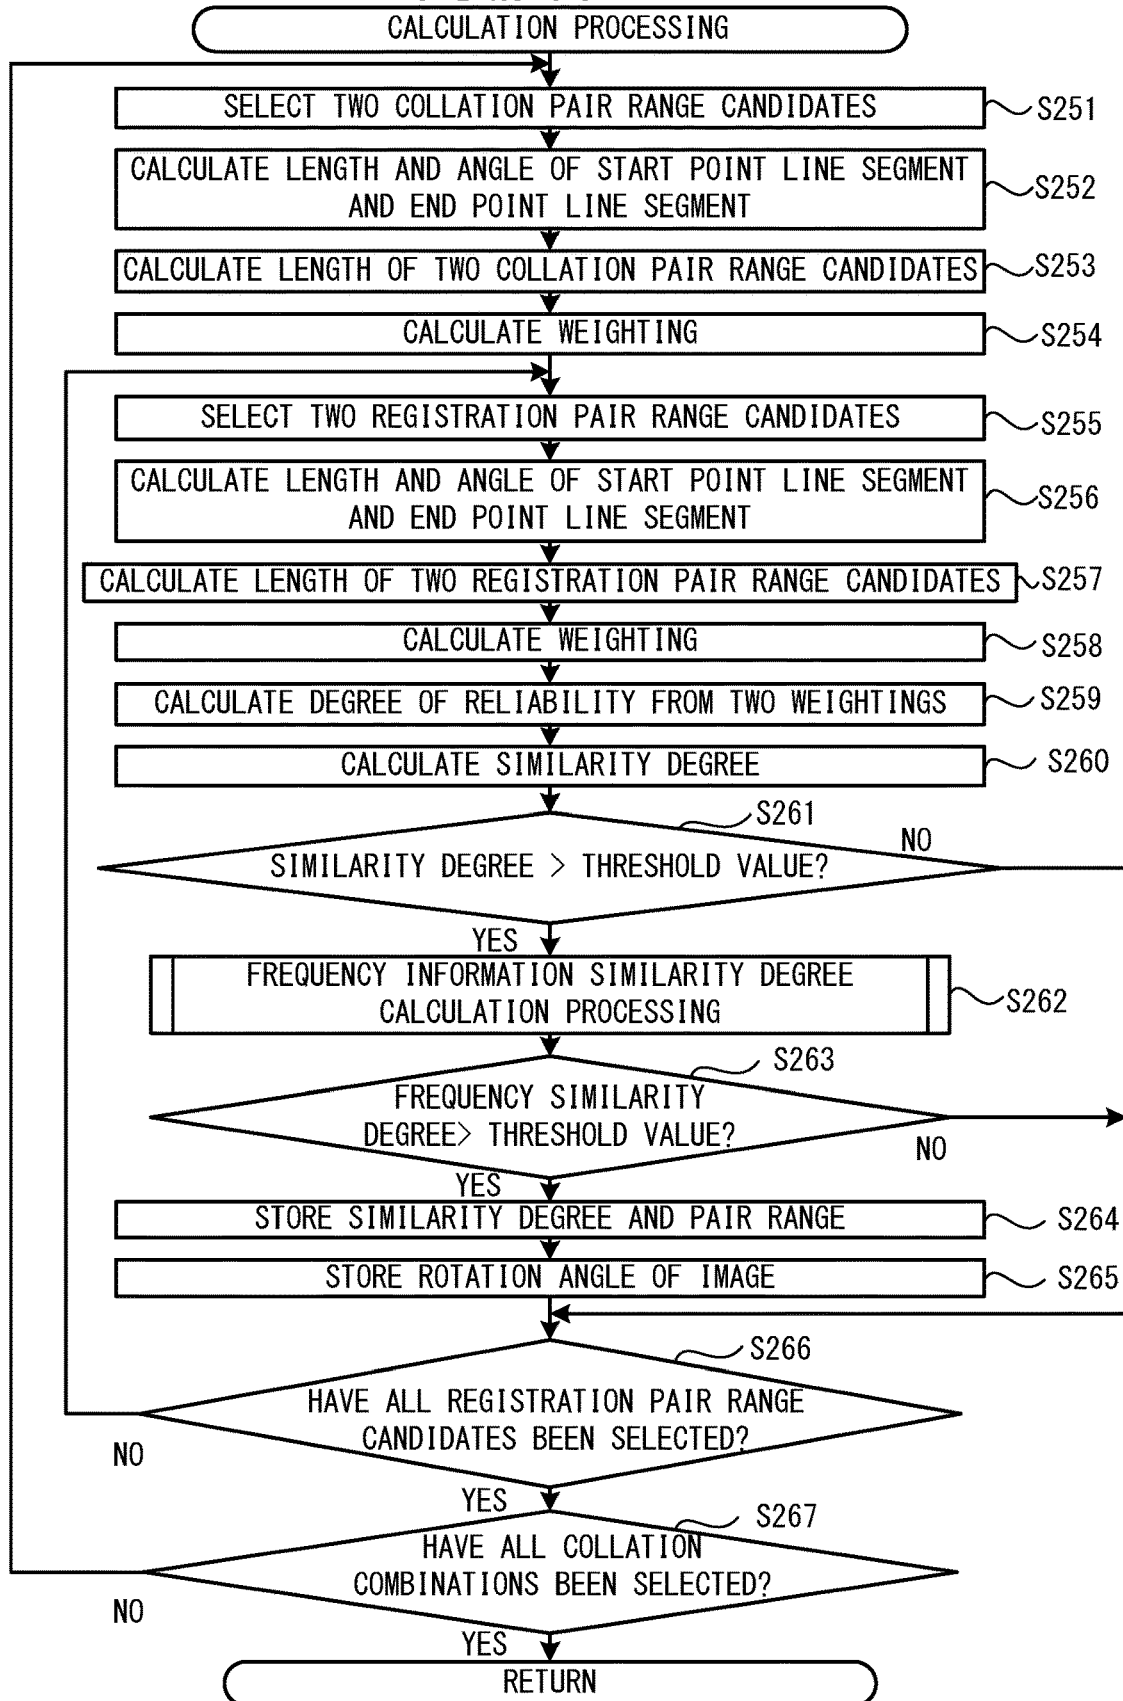 CALCULATION PROCESSING
SELECT TWO COLLATION PAIR RANGE CANDIDATES
S251
CALCULATE LENGTH AND ANGLE OF START POINT LINE SEGMENT
AND END POINT LINE SEGMENT
S252
CALCULATE LENGTH OF TWO COLLATION PAIR RANGE CANDIDATES
S253
CALCULATE WEIGHTING
S254
SELECT TWO REGISTRATION PAIR RANGE CANDIDATES
S255
CALCULATE LENGTH AND ANGLE OF START POINT LINE SEGMENT
AND END POINT LINE SEGMENT
S256
CALCULATE LENGTH OF TWO REGISTRATION PAIR RANGE CANDIDATES
S257
CALCULATE WEIGHTING
S258
CALCULATE DEGREE OF RELIABILITY FROM TWO WEIGHTINGS
S259
CALCULATE SIMILARITY DEGREE
S260
S261
NO
SIMILARITY DEGREE > THRESHOLD VALUE?
YES
FREQUENCY INFORMATION SIMILARITY DEGREE
CALCULATION PROCESSING
S262
S263
FREQUENCY SIMILARITY
DEGREE> THRESHOLD VALUE?
NO
YES
STORE SIMILARITY DEGREE AND PAIR RANGE
S264
STORE ROTATION ANGLE OF IMAGE
S265
S266
HAVE ALL REGISTRATION PAIR RANGE
CANDIDATES BEEN SELECTED?
NO
YES
S267
HAVE ALL COLLATION
COMBINATIONS BEEN SELECTED?
NO
YES
RETURN